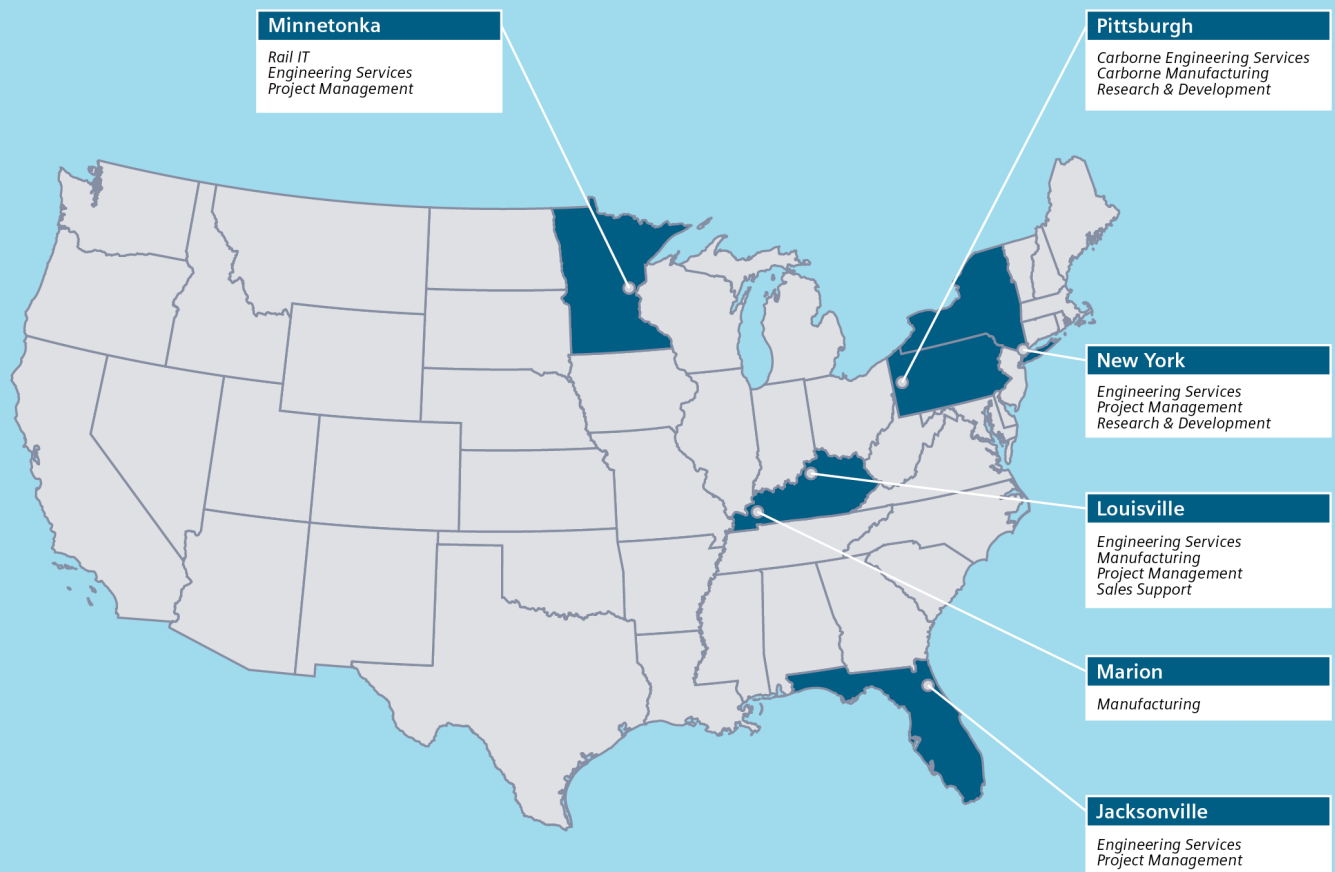 Minnetonka
Rail IT
Engineering Services
Project Management
Pittsburgh
Carborne Engineering Services
Carborne Manufacturing
Research & Development
New York
Engineering Services
Project Management
Research & Development
Louisville
Engineering Services
Manufacturing
Project Management
Sales Support
Marion
Manufacturing
Jacksonville
Engineering Services
Project Management